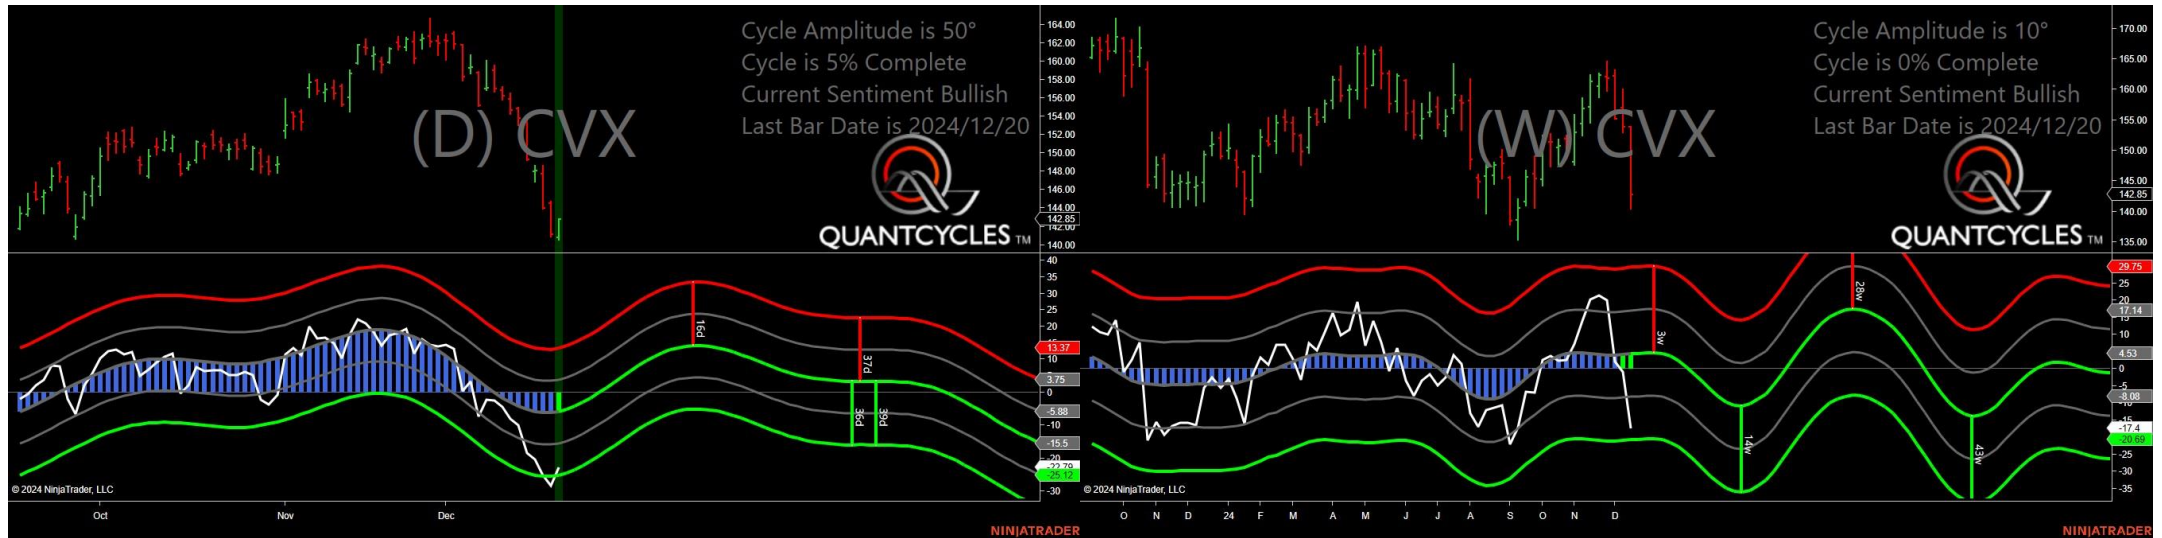 Cycle Amplitude is 50°
Cycle is 5% Complete
Current Sentiment Bullish
Last Bar Date is 2024/12/20
(D) CVX
QUANTCYCLES TM
164.00
162.00
160.00
158.00
156.00
154.00
152.00
150.00
148.00
146.00
144.00
142.85
142.00
140.00
40
35
30
25
20
15
13.37
10
5
3.75
0
-5.88
-10
-15.5
-20
-22.79
-25.12
-30
16d
37d
36d
39d
© 2024 NinjaTrader, LLC
Oct Nov Dec
NINJATRADER
Cycle Amplitude is 10°
Cycle is 0% Complete
Current Sentiment Bullish
Last Bar Date is 2024/12/20
(W) CVX
QUANTCYCLES TM
170.00
165.00
160.00
155.00
150.00
145.00
142.85
140.00
135.00
29.75
25
20
17.14
15
10
4.53
0
-5
-8.08
-15
-17.4
-20.69
-25
-30
-35
3w
14w
28w
43w
© 2024 NinjaTrader, LLC
O N D 24 F M A M J J A S O N D
NINJATRADER